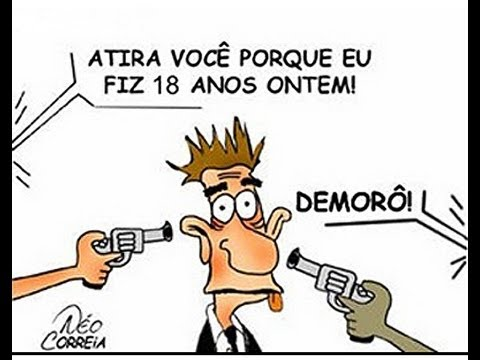 ATIRA VOCÊ PORQUE EU
FIZ 18 ANOS ONTEM!
DEMORÔ!
Néo
CORREIA